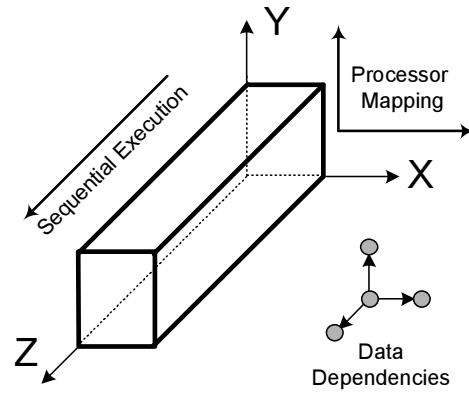 Y
Processor
Mapping
Sequential Execution
X
Z
Data
Dependencies